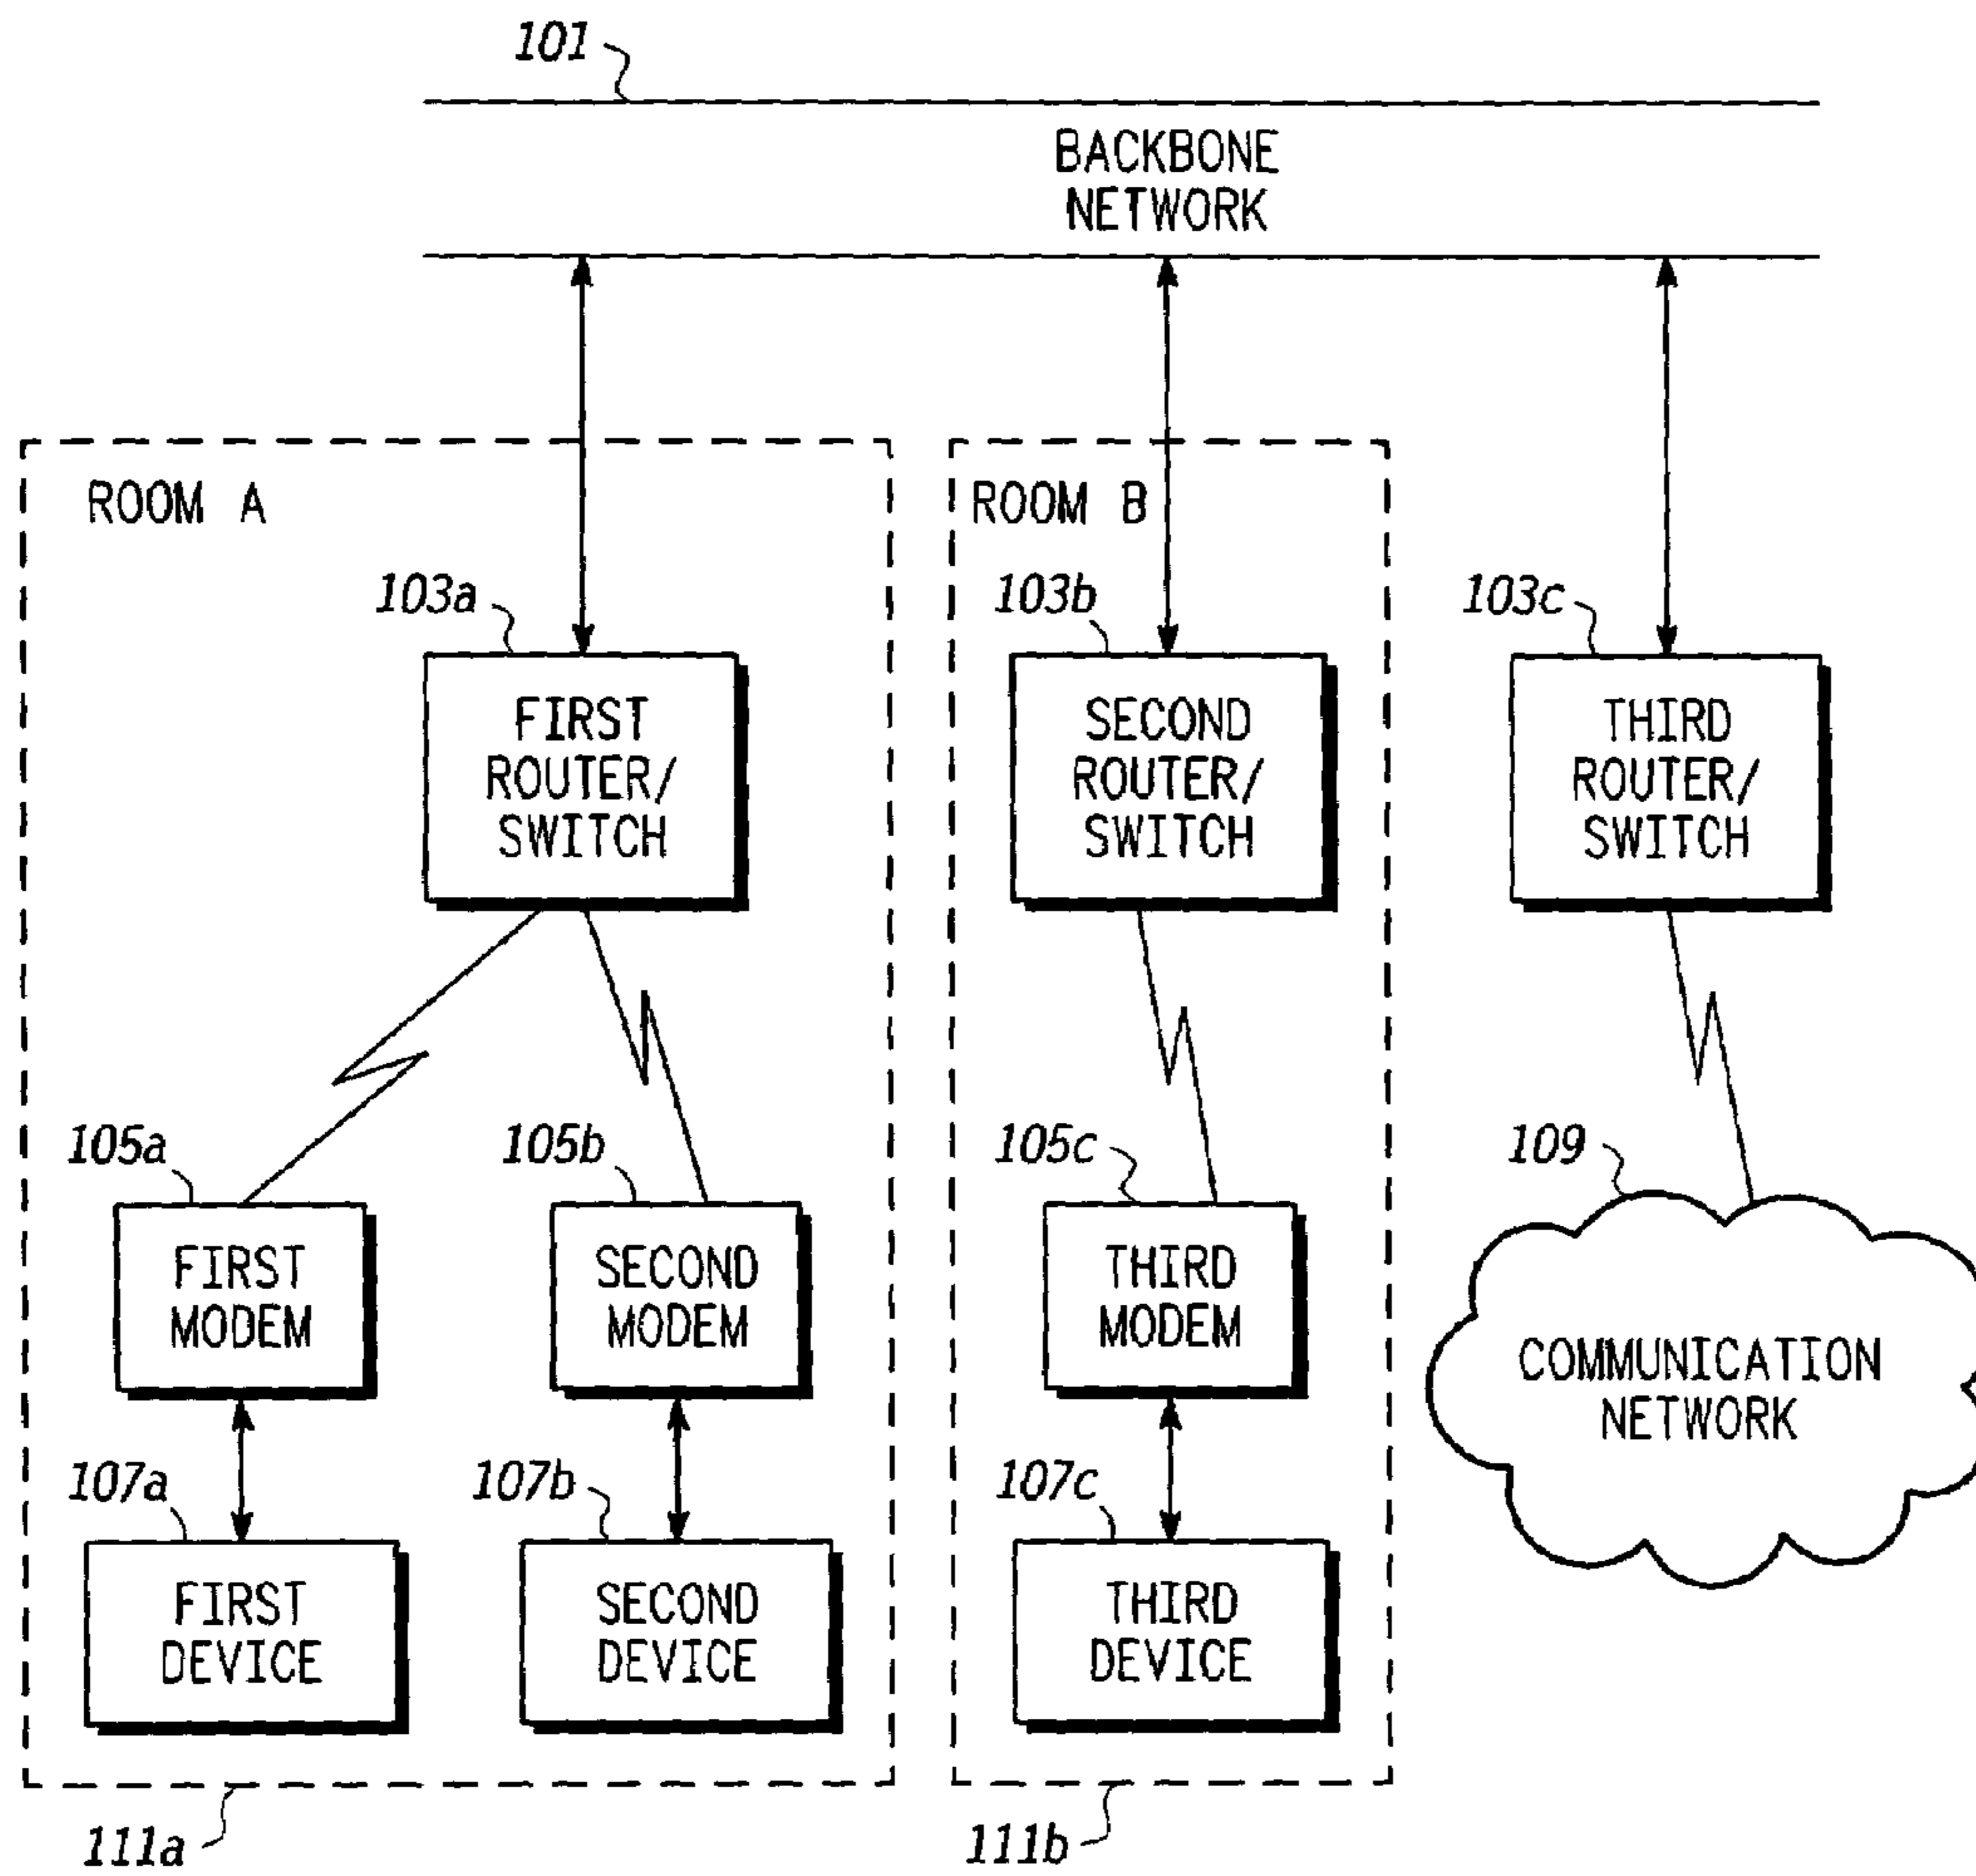 101
BACKBONE
NETWORK
ROOM A
ROOM B
103a
103b
103c
FIRST
ROUTER/
SWITCH
SECOND
ROUTER/
SWITCH
THIRD
ROUTER/
SWITCH
105a
105b
105c
109
FIRST
MODEM
SECOND
MODEM
THIRD
MODEM
COMMUNICATION
NETWORK
107a
107b
107c
FIRST
DEVICE
SECOND
DEVICE
THIRD
DEVICE
111a
111b